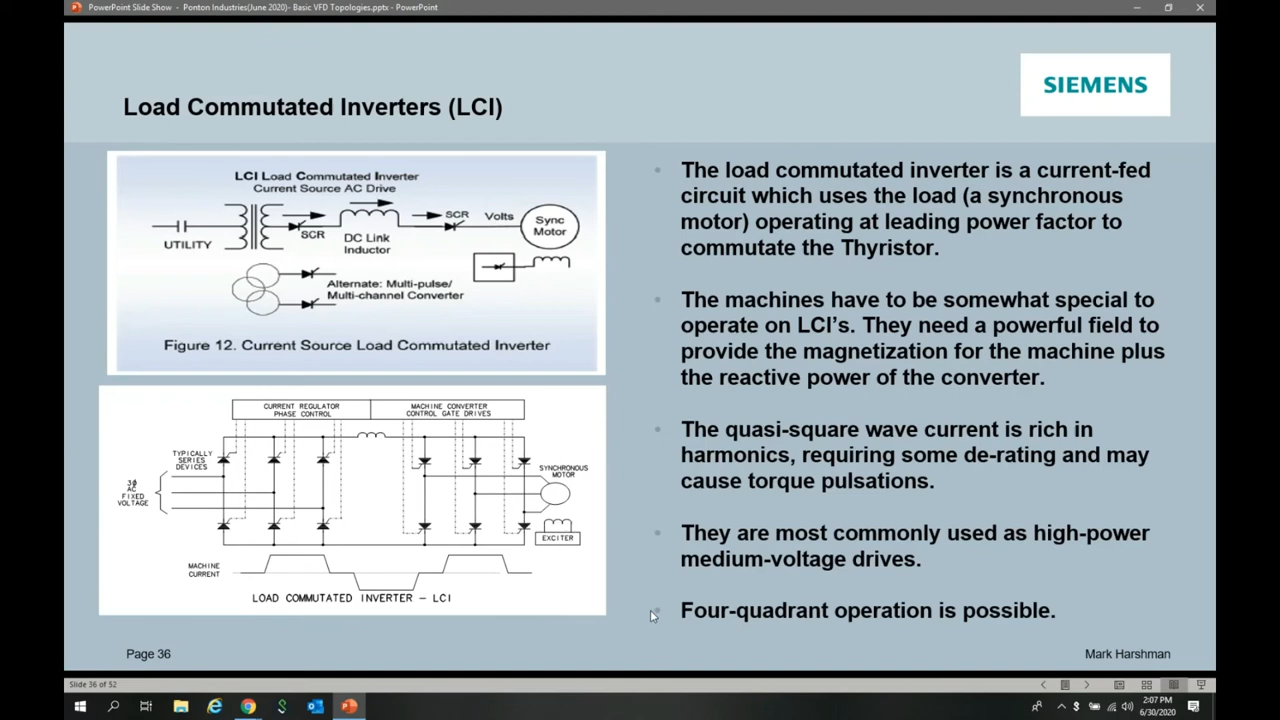 PowerPoint Slide Show - Ponton Industries(June 2020)- Basic VFD Topologies.pptx - PowerPoint
SIEMENS
Load Commutated Inverters (LCI)
LCI Load Commutated Inverter
Current Source AC Drive
UTILITY
SCR
DC Link
Inductor
SCR
Volts
Sync
Motor
Alternate: Multi-pulse/
Multi-channel Converter
Figure 12. Current Source Load Commutated Inverter
CURRENT REGULATOR
PHASE CONTROL
MACHINE CONVERTER
CONTROL GATE DRIVES
TYPICALLY
SERIES
DEVICES
3ϕ
AC
FIXED
VOLTAGE
SYNCHRONOUS
MOTOR
EXCITER
MACHINE
CURRENT
LOAD COMMUTATED INVERTER - LCI
The load commutated inverter is a current-fed
circuit which uses the load (a synchronous
motor) operating at leading power factor to
commutate the Thyristor.
The machines have to be somewhat special to
operate on LCI's. They need a powerful field to
provide the magnetization for the machine plus
the reactive power of the converter.
The quasi-square wave current is rich in
harmonics, requiring some de-rating and may
cause torque pulsations.
They are most commonly used as high-power
medium-voltage drives.
Four-quadrant operation is possible.
Page 36
Mark Harshman
Slide 36 of 52
2:07 PM
6/30/2020